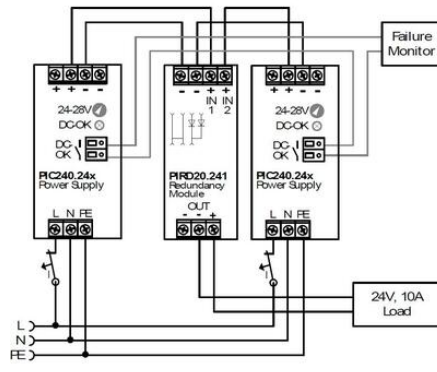 Failure
Monitor
+ + - -
- - + +
+ + - -
IN IN
1 2
24-28V
DC-OK
DC-
OK
PIC240.24x
Power Supply
L N PE
PIRD20.241
Redundancy
Module
OUT
- - +
24-28V
DC-OK
DC-
OK
PIC240.24x
Power Supply
L N PE
I
I
24V, 10A
Load
L
N
PE